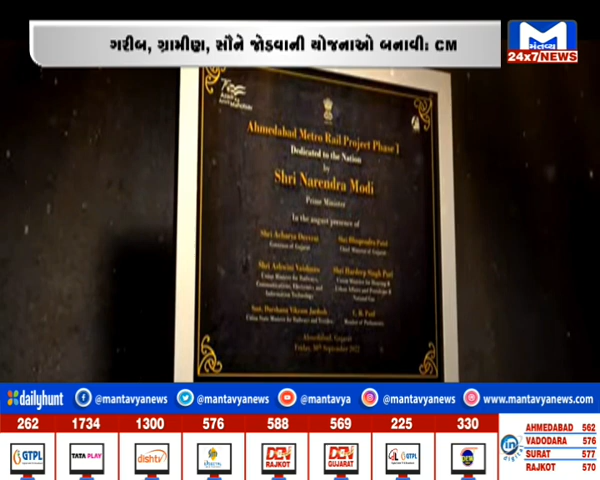 ગરીબ, ગ્રામીણ, સૌને જોડવાની યોજનાઓ બનાવી: CM
મંતવ્ય
24x7NEWS
Ahmedabad Metro Rail Project Phase I
Dedicated to the Nation
by
Shri Narendra Modi
Prime Minister
In the august presence of
Shri Acharya Devvrat
Governor of Gujarat
Shri Bhupendra Patel
Chief Minister of Gujarat
Shri Ashwini Vaishnaw
Union Minister for Railways,
Communications, Electronics and
Information Technology
Shri Hardeep Singh Puri
Union Minister for Housing &
Urban Affairs and Petroleum &
Natural Gas
Smt. Darshana Vikram Jardosh
Union State Minister for Railways and Textiles
C. R. Patil
Member of Parliament
Ahmedabad, Gujarat
Friday, 30th September 2022
dailyhunt
@mantavyanews
@mantavyanews
@mantavya
@mantavyanews
www.mantavyanews.com
262 1734 1300 576 588 569 225 330
GTPL
TATA PLAY
dishtv
DEN
RAJKOT
DEN
GUJARAT
GTPL
in
digital
AHMEDABAD 562
VADODARA 576
SURAT 577
RAJKOT 570